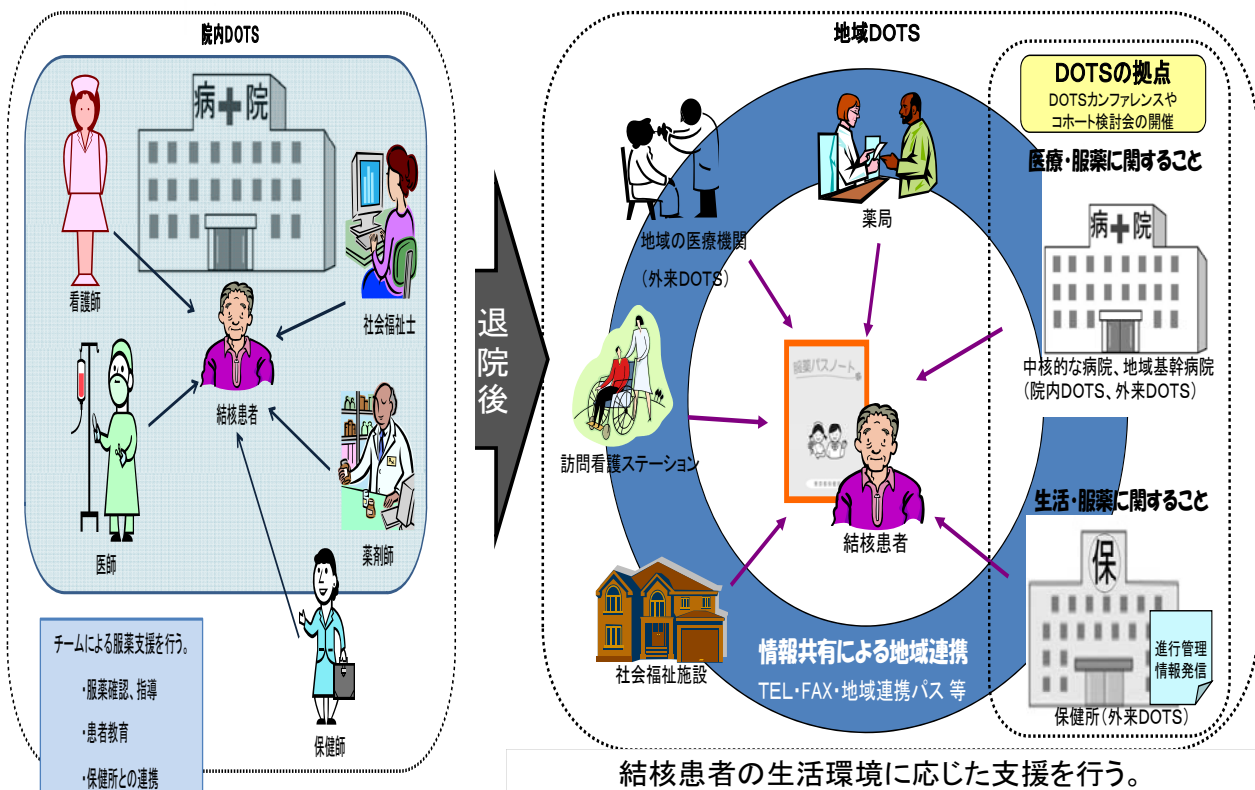 院内DOTS
病 院
看護師
社会福祉士
結核患者
医師
薬剤師
保健師
チームによる服薬支援を行う。
・服薬確認、指導
・患者教育
・保健所との連携
退院後
地域DOTS
DOTSの拠点
DOTSカンファレンスや
コホート検討会の開催
医療・服薬に関すること
病 院
中核的な病院、地域基幹病院
(院内DOTS、外来DOTS)
地域の医療機関
(外来DOTS)
薬局
訪問看護ステーション
服薬パスノート
結核患者
社会福祉施設
情報共有による地域連携
TEL・FAX・地域連携パス 等
生活・服薬に関すること
保
進行管理
情報発信
保健所(外来DOTS)
結核患者の生活環境に応じた支援を行う。